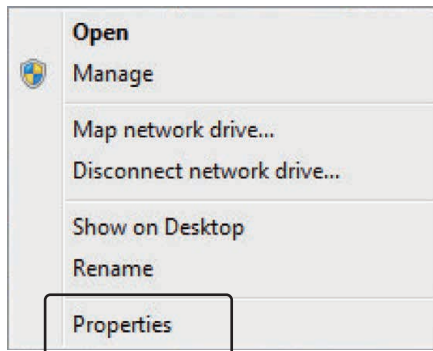 Open
Manage
Map network drive...
Disconnect network drive...
Show on Desktop
Rename
Properties